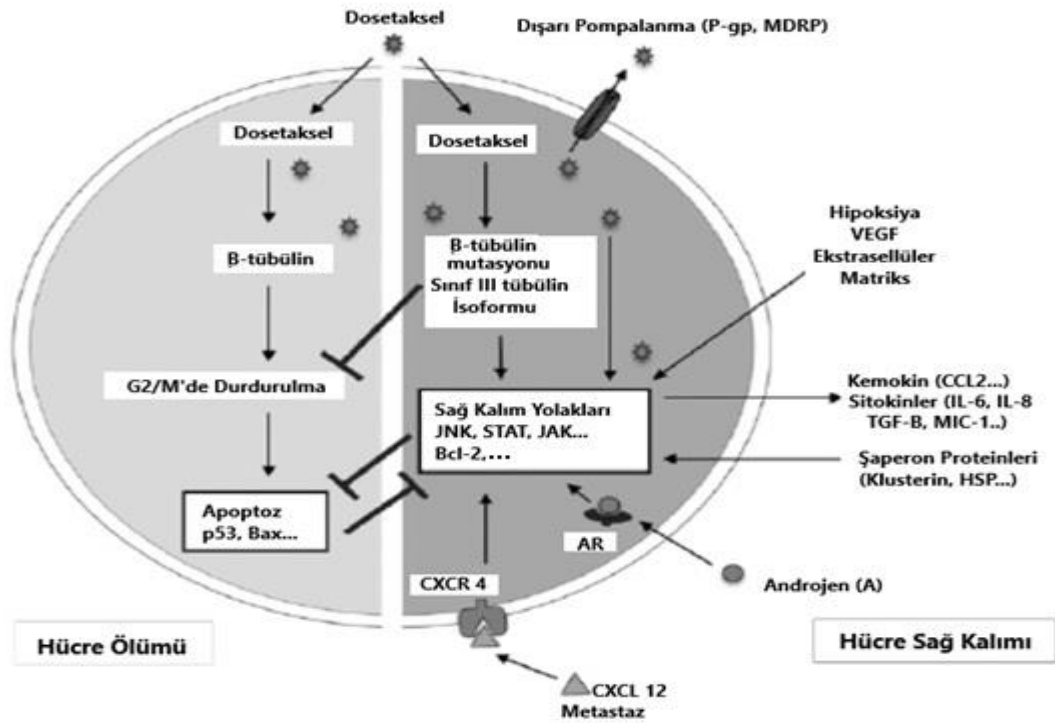 Dosetaksel
Dışarı Pompalanma (P-gp, MDRP)
Dosetaksel
Dosetaksel
β-tübülin
β-tübülin
mutasyonu
Sınıf III tübülin
İsoformu
Hipoksiya
VEGF
Ekstrasellüler
Matriks
G2/M'de Durdurulma
Sağ Kalım Yolakları
JNK, STAT, JAK...
Bcl-2,...
Kemokin (CCL2...)
Sitokinler (IL-6, IL-8
TGF-B, MIC-1..)
Şaperon Proteinleri
(Klusterin, HSP...)
Apoptoz
p53, Bax...
AR
CXCR 4
Androjen (A)
Hücre Ölümü
Hücre Sağ Kalımı
CXCL 12
Metastaz